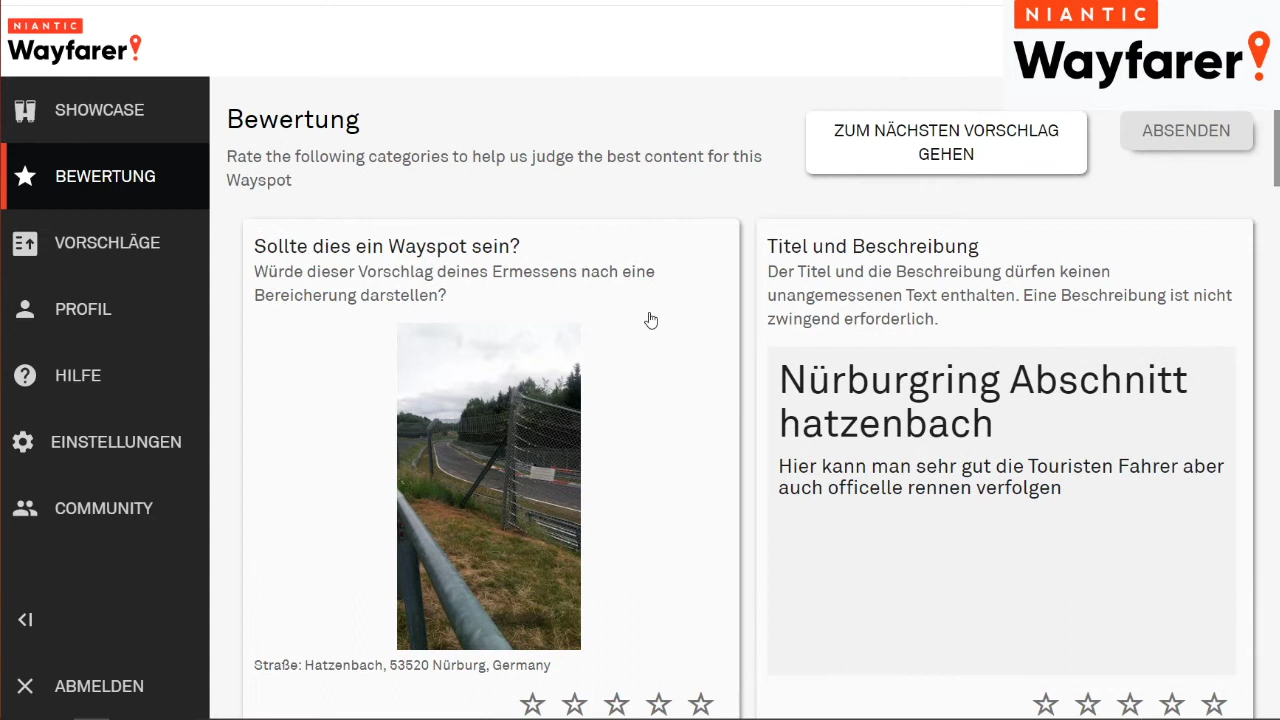 NIANTIC
Wayfarer!
NIANTIC
Wayfarer!
SHOWCASE
BEWERTUNG
VORSCHLÄGE
PROFIL
HILFE
EINSTELLUNGEN
COMMUNITY
ABMELDEN
Bewertung
Rate the following categories to help us judge the best content for this
Wayspot
ZUM NÄCHSTEN VORSCHLAG
GEHEN
ABSENDEN
Sollte dies ein Wayspot sein?
Würde dieser Vorschlag deines Ermessens nach eine
Bereicherung darstellen?
Straße: Hatzenbach, 53520 Nürburg, Germany
Titel und Beschreibung
Der Titel und die Beschreibung dürfen keinen
unangemessenen Text enthalten. Eine Beschreibung ist nicht
zwingend erforderlich.
Nürburgring Abschnitt
hatzenbach
Hier kann man sehr gut die Touristen Fahrer aber
auch officelle rennen verfolgen